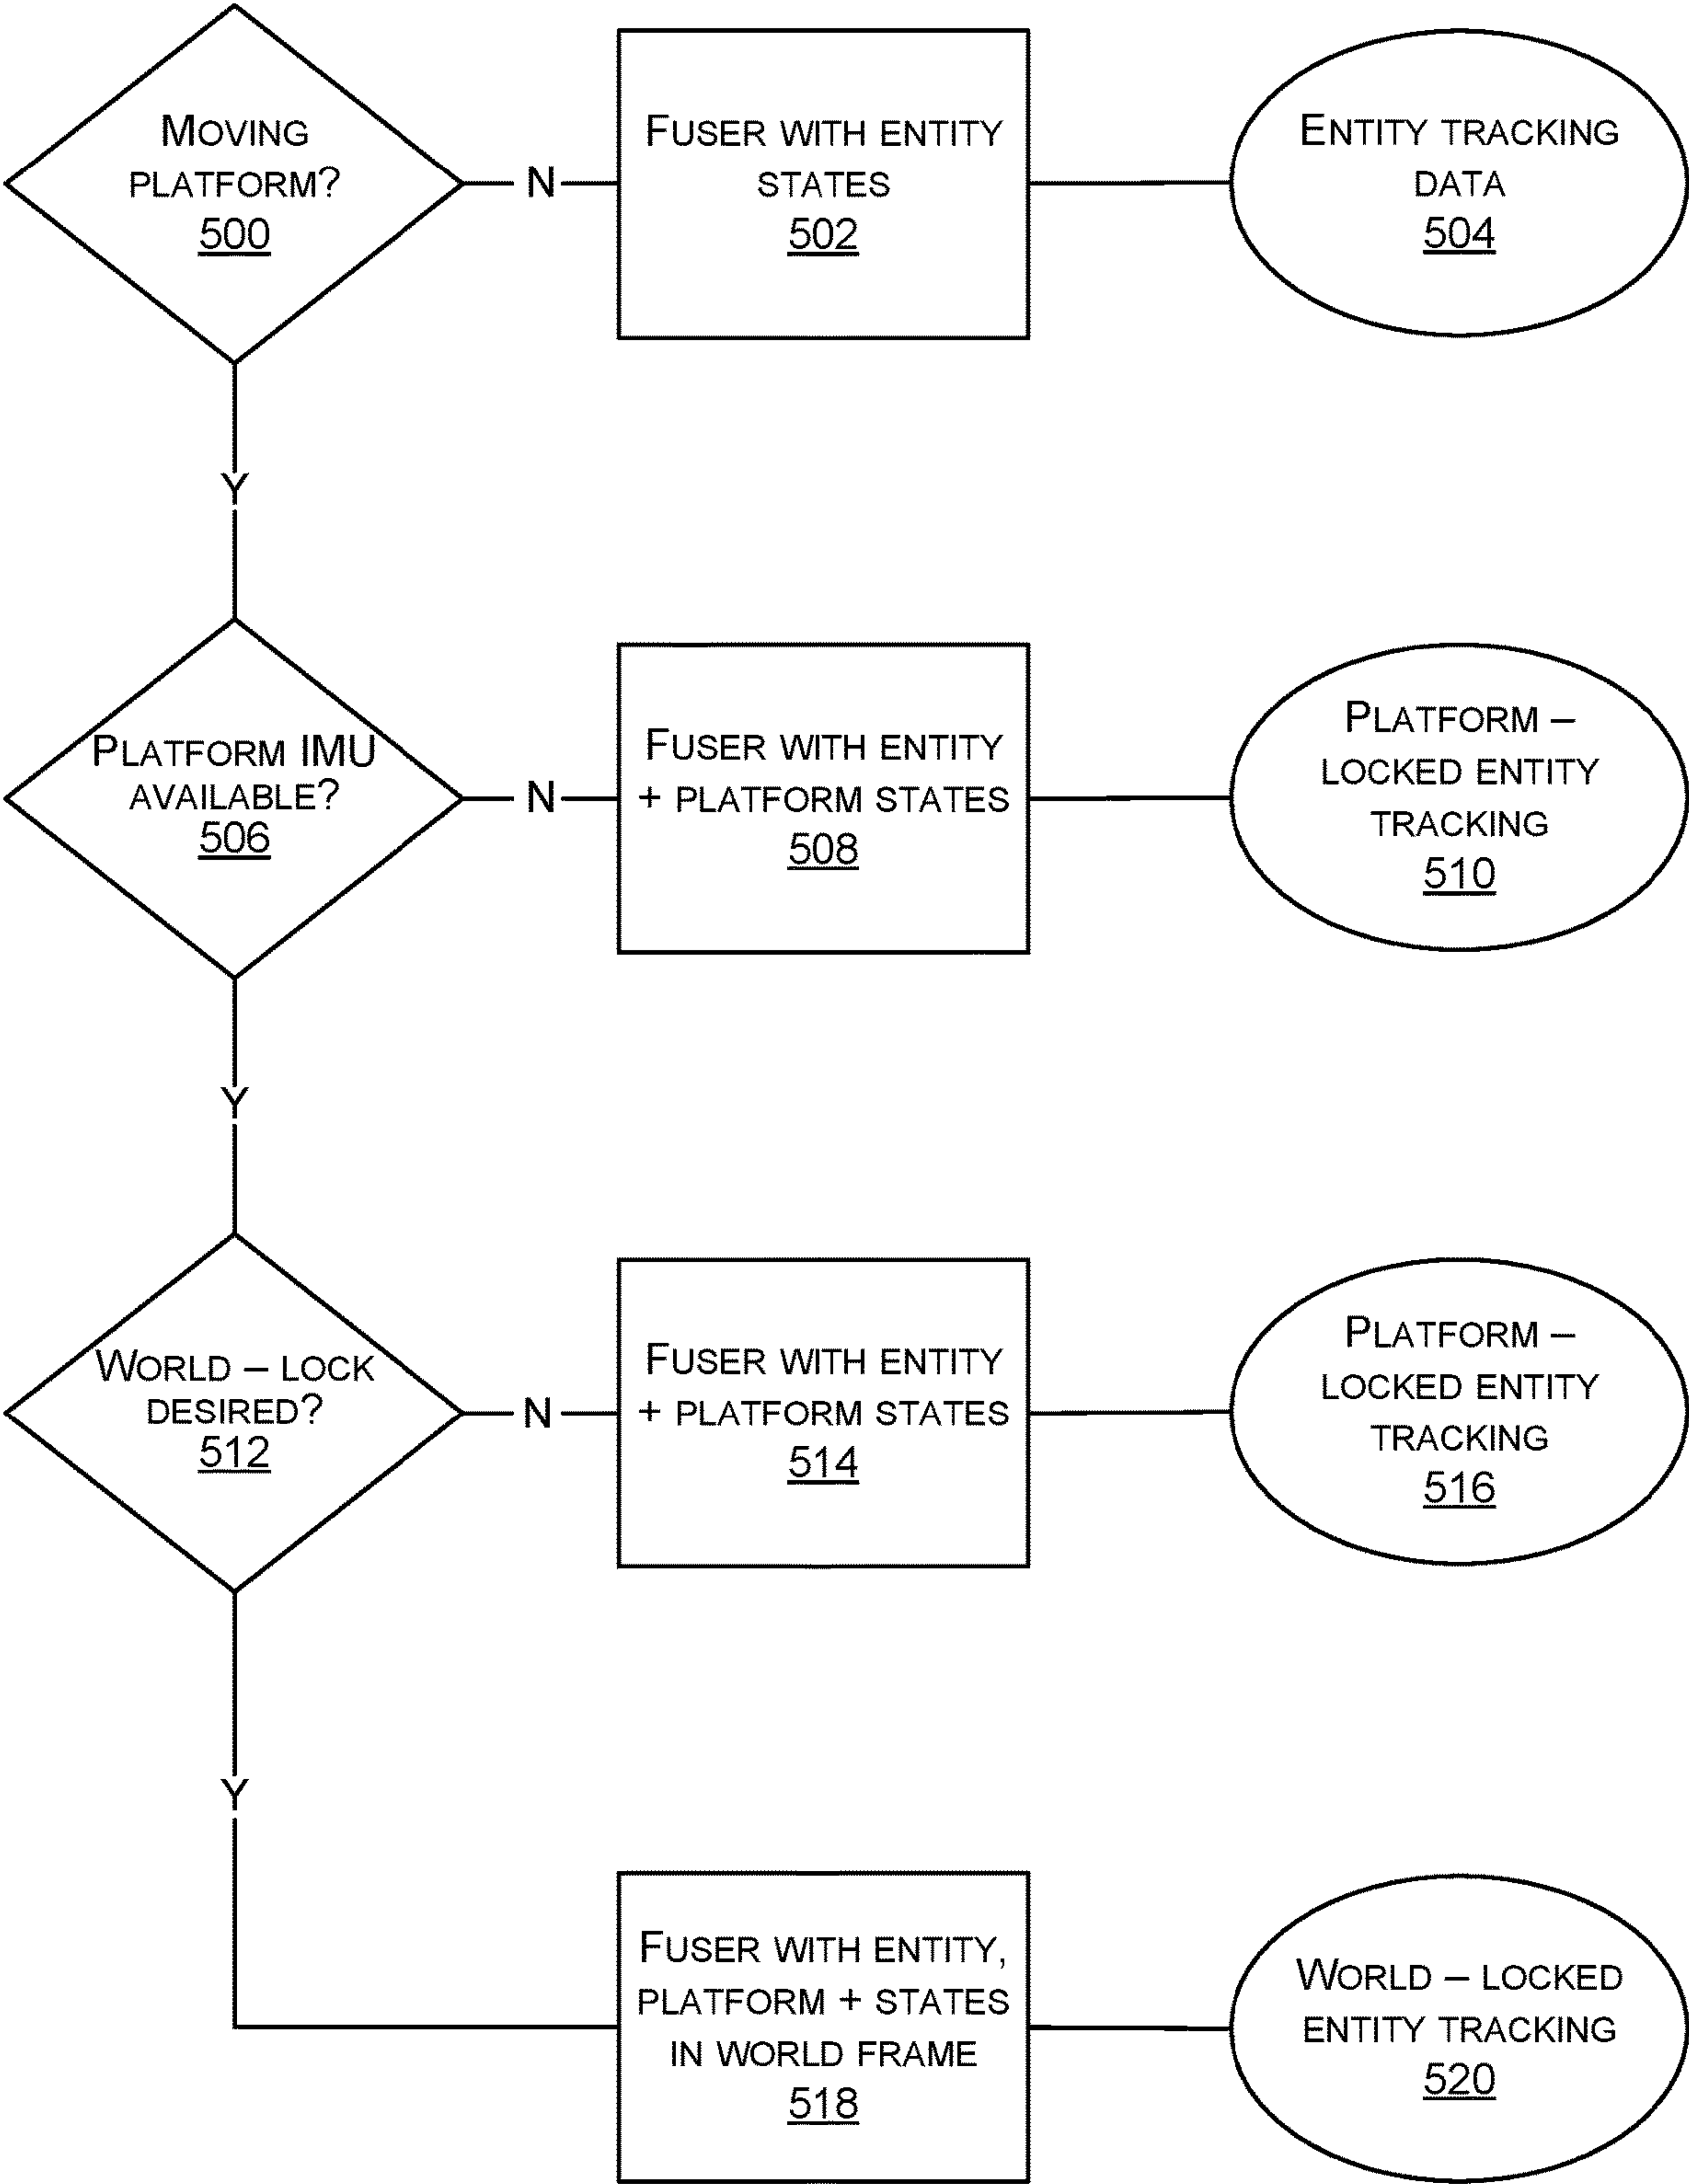 Moving
platform?
500
N
Fuser with entity
states
502
Entity tracking
data
504
Y
Platform IMU
available?
506
N
Fuser with entity
+ platform states
508
Platform –
locked entity
tracking
510
Y
World – lock
desired?
512
N
Fuser with entity
+ platform states
514
Platform –
locked entity
tracking
516
Y
Fuser with entity,
platform + states
in world frame
518
World – locked
entity tracking
520